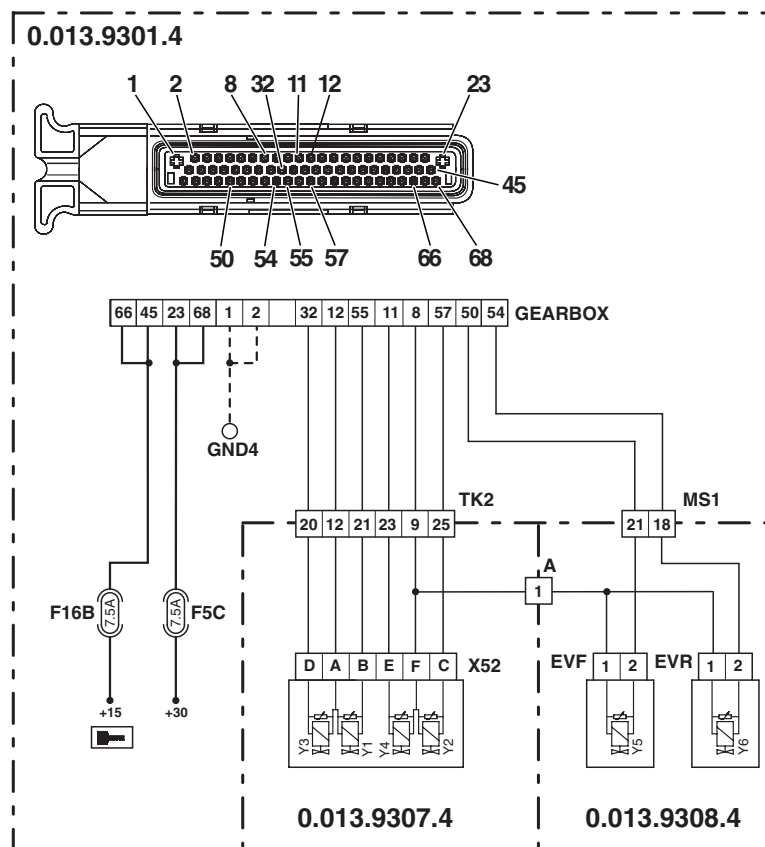 0.013.9301.4
1 2 8 32 11 12 23
45
50 54 55 57 66 68
66 45 23 68 1 2 32 12 55 11 8 57 50 54 GEARBOX
GND4
TK2 MS1
20 12 21 23 9 25 21 18
A
1
F16B 7.5A 7.5A F5C
D A B E F C X52 EVF 1 2 EVR 1 2
+15 +30
Y3 Y1 Y4 Y2 Y5 Y6
0.013.9307.4 0.013.9308.4